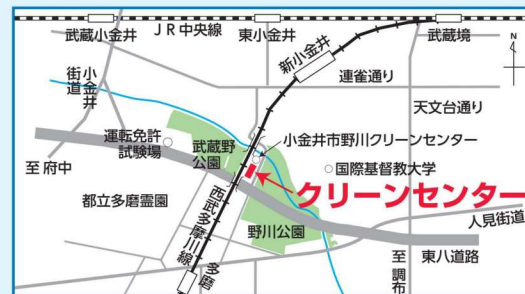 JR中央線
武蔵小金井
東小金井
武蔵境
新小金井
連雀通り
小金井街道
天文台通り
運転免許試験場
武蔵野公園
小金井市野川クリーンセンター
至府中
国際基督教大学
クリーンセンター
都立多磨霊園
西武多摩川線
野川公園
人見街道
多磨
至調布
東八道路